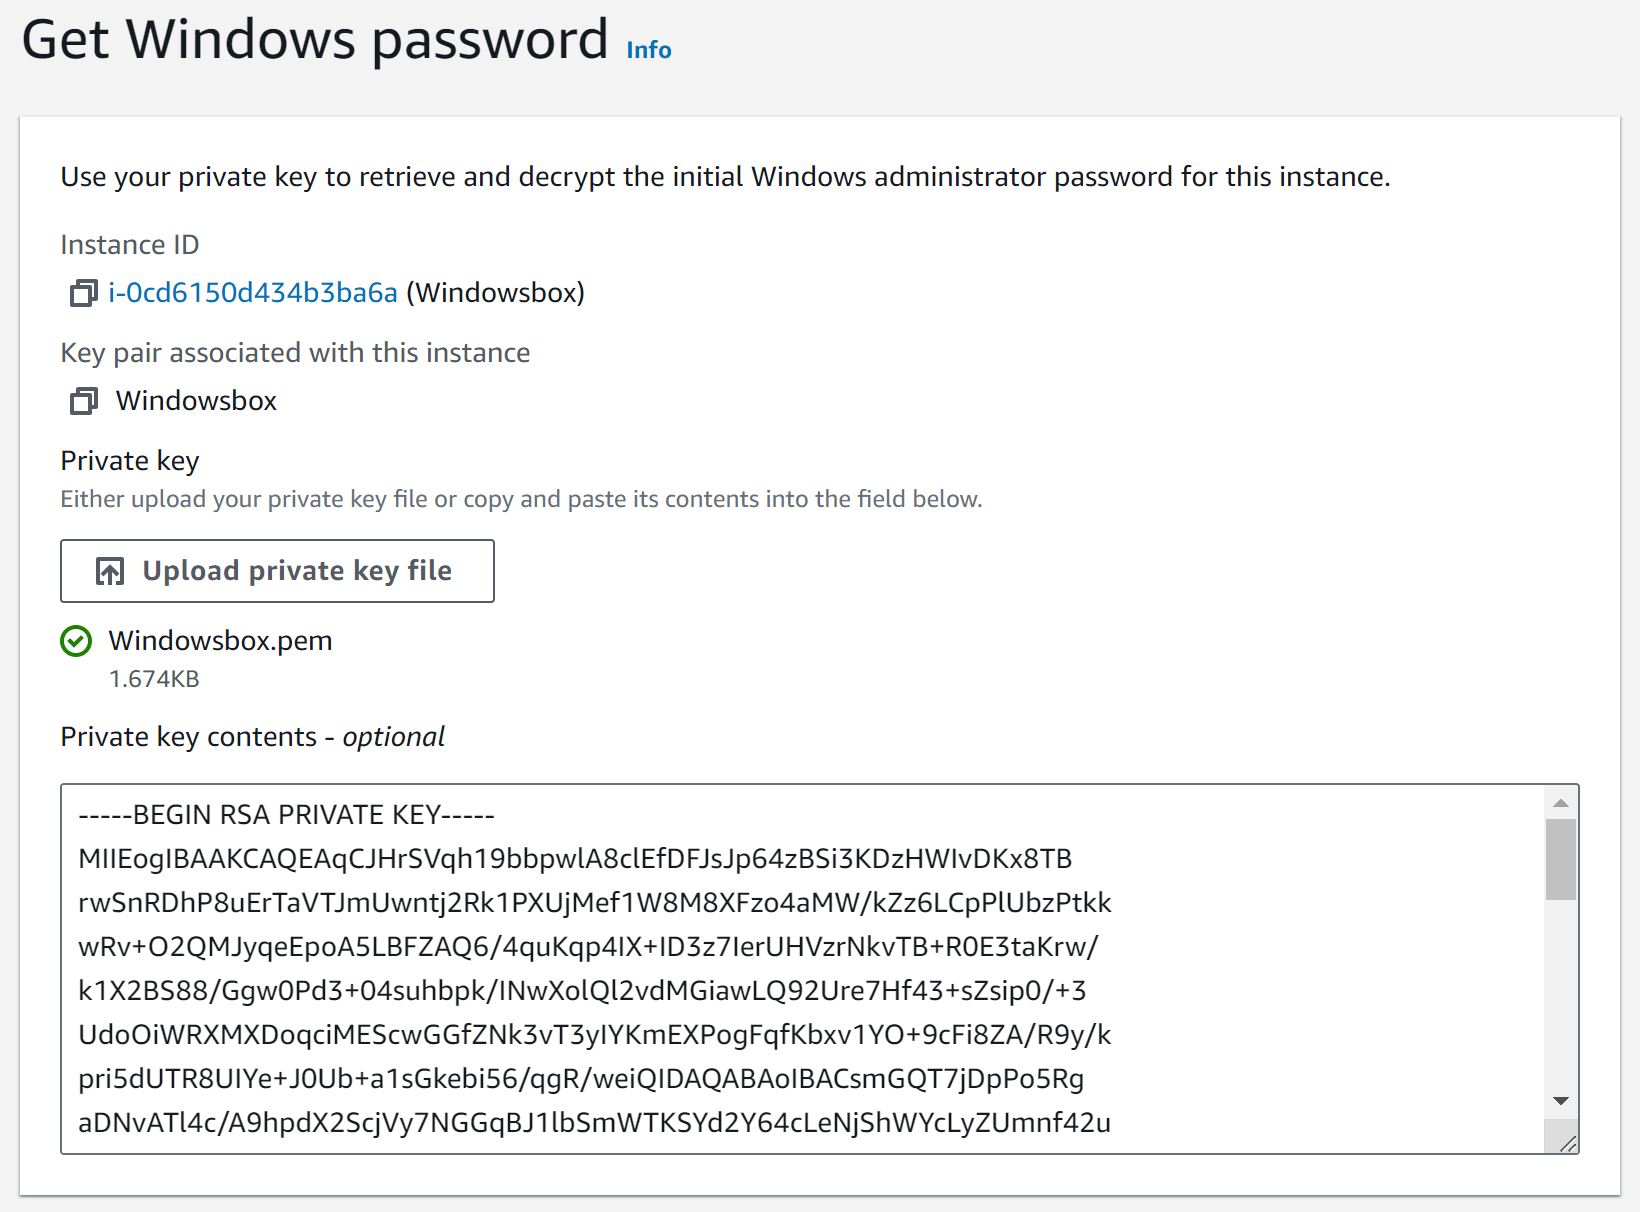 Get Windows password Info
Use your private key to retrieve and decrypt the initial Windows administrator password for this instance.
Instance ID
i-0cd6150d434b3ba6a (Windowsbox)
Key pair associated with this instance
Windowsbox
Private key
Either upload your private key file or copy and paste its contents into the field below.
Upload private key file
Windowsbox.pem
1.674KB
Private key contents - optional
-----BEGIN RSA PRIVATE KEY-----
MIIEogIBAAKCAQEAqCJHrSVqh19bbpwlA8clEfDFJsJp64zBSi3KDzHWIvDKx8TB
rwSnRDhP8uErTaVTJmUwntj2Rk1PXUjMef1W8M8XFzo4aMW/kZz6LCpPlUbzPtkk
wRv+O2QMJyqeEpoA5LBFZAQ6/4quKqp4IX+ID3z7IerUHVzrNkvTB+R0E3taKrw/
k1X2BS88/Ggw0Pd3+04suhbpk/INwXolQl2vdMGiawLQ92Ure7Hf43+sZsip0/+3
UdoOiWRXMXDoqciMEScwGGfZNk3vT3yIYKmEXPogFqfKbxv1YO+9cFi8ZA/R9y/k
pri5dUTR8UIYe+J0Ub+a1sGkebi56/qgR/weiQIDAQABAoIBACsmGQT7jDpPo5Rg
aDNvATl4c/A9hpdX2ScjVy7NGGqBJ1lbSmWTKSYd2Y64cLeNjShWYcLyZUmnf42u